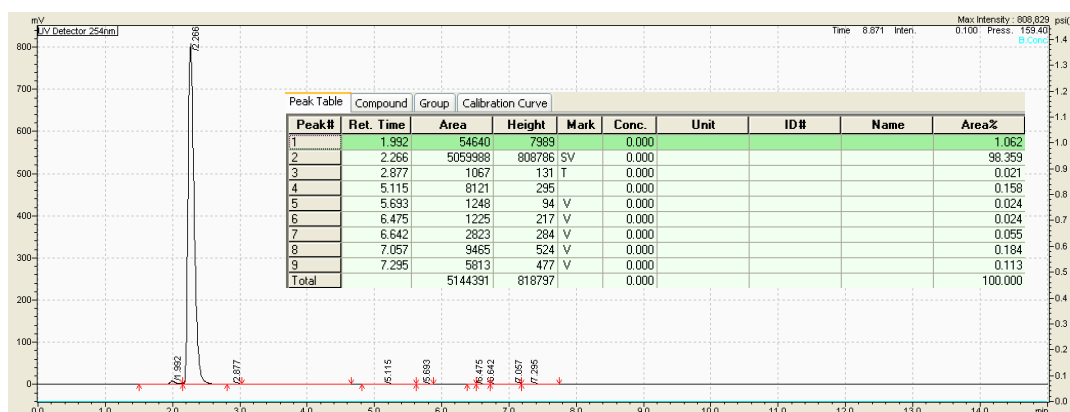 mV
Max Intensity : 808,829
psi(
UV Detector 254nm
Time 8.871 Inten. 0.100 Press. 159.40
B.Conc
/2.266
800
700
600
500
400
300
200
100
0
1.4
1.3
1.2
1.1
1.0
0.9
0.8
0.7
0.6
0.5
0.4
0.3
0.2
0.1
0.0
Peak Table Compound Group Calibration Curve
Peak# Ret. Time Area Height Mark Conc. Unit ID# Name Area%
1 1.992 54640 7989 0.000 1.062
2 2.266 5059988 808786 SV 0.000 98.359
3 2.877 1067 131 T 0.000 0.021
4 5.115 8121 295 0.000 0.158
5 5.693 1248 94 V 0.000 0.024
6 6.475 1225 217 V 0.000 0.024
7 6.642 2823 284 V 0.000 0.055
8 7.057 9465 524 V 0.000 0.184
9 7.295 5813 477 V 0.000 0.113
Total 5144391 818797 0.000 100.000
/1.992
/2.877
/5.115
/5.693
/6.475
/6.642
/7.057
/7.295
0.0 1.0 2.0 3.0 4.0 5.0 6.0 7.0 8.0 9.0 10.0 11.0 12.0 13.0 14.0 min